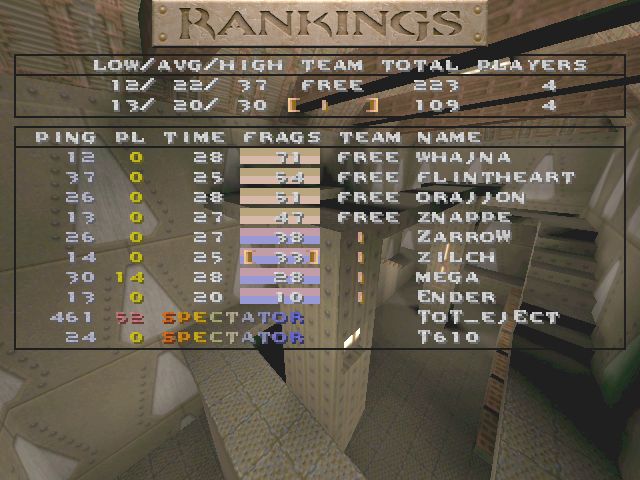 RANKINGS
LOW/AVG/HIGH TEAM TOTAL PLAYERS
12/ 22/ 37 FREE 223 4
13/ 20/ 30 [ I ] 109 4
PING PL TIME FRAGS TEAM NAME
12 0 28 71 FREE WHAJNA
37 0 25 54 FREE FLINTHEART
26 0 28 51 FREE ORAJJON
13 0 27 47 FREE ZNAPPE
26 0 27 38 I ZARROW
14 0 25 [ 33 ] I ZILCH
30 14 28 28 I MEGA
13 0 20 10 I ENDER
461 52 SPECTATOR TOT_EJECT
24 0 SPECTATOR T610